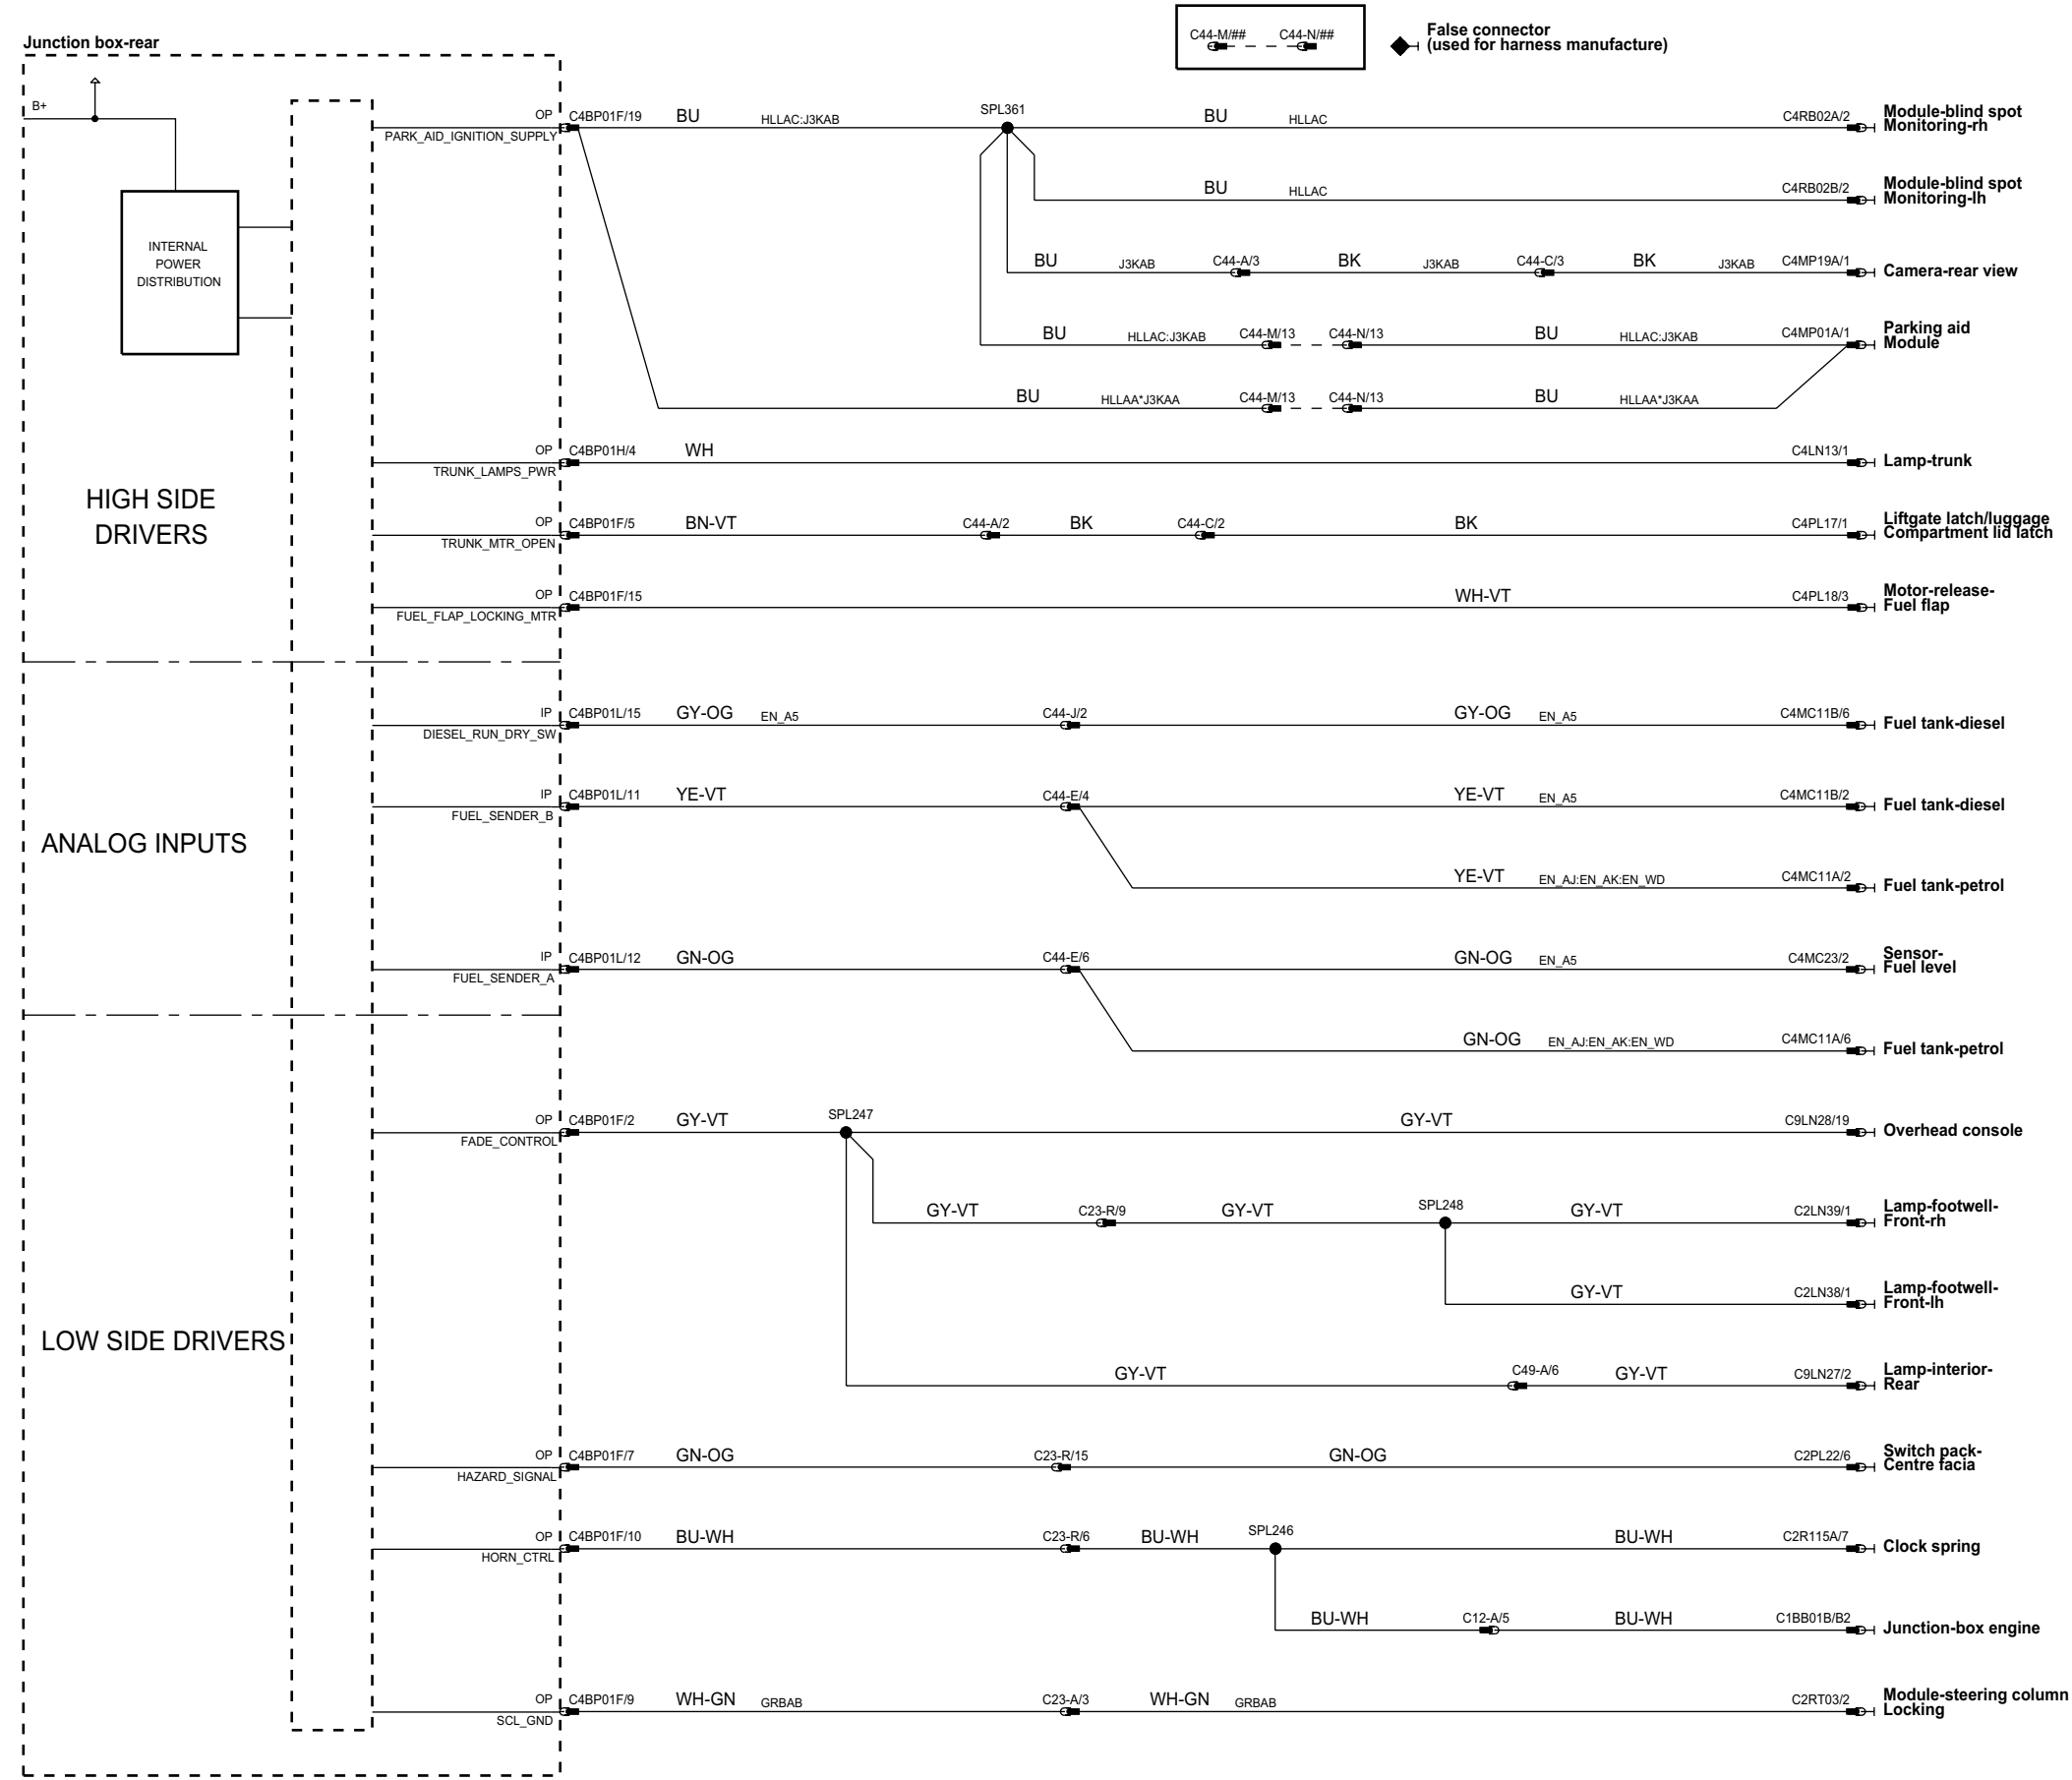 C44-M/## C44-N/##
False connector
(used for harness manufacture)
Junction box-rear
B+
INTERNAL
POWER
DISTRIBUTION
OP C4BP01F/19 BU HLLAC:J3KAB SPL361 BU HLLAC C4RB02A/2 Module-blind spot
Monitoring-rh
PARK_AID_IGNITION_SUPPLY
BU HLLAC C4RB02B/2 Module-blind spot
Monitoring-lh
BU J3KAB C44-A/3 BK J3KAB C44-C/3 BK J3KAB C4MP19A/1 Camera-rear view
BU HLLAC:J3KAB C44-M/13 C44-N/13 BU HLLAC:J3KAB C4MP01A/1 Parking aid
Module
BU HLLAA*J3KAA C44-M/13 C44-N/13 BU HLLAA*J3KAA
OP C4BP01H/4 WH C4LN13/1 Lamp-trunk
TRUNK_LAMPS_PWR
HIGH SIDE
DRIVERS
OP C4BP01F/5 BN-VT C44-A/2 BK C44-C/2 BK C4PL17/1 Liftgate latch/luggage
Compartment lid latch
TRUNK_MTR_OPEN
OP C4BP01F/15 WH-VT C4PL18/3 Motor-release-
Fuel flap
FUEL_FLAP_LOCKING_MTR
IP C4BP01L/15 GY-OG EN_A5 C44-J/2 GY-OG EN_A5 C4MC11B/6 Fuel tank-diesel
DIESEL_RUN_DRY_SW
IP C4BP01L/11 YE-VT C44-E/4 YE-VT EN_A5 C4MC11B/2 Fuel tank-diesel
FUEL_SENDER_B
ANALOG INPUTS
YE-VT EN_AJ:EN_AK:EN_WD C4MC11A/2 Fuel tank-petrol
IP C4BP01L/12 GN-OG C44-E/6 GN-OG EN_A5 C4MC23/2 Sensor-
Fuel level
FUEL_SENDER_A
GN-OG EN_AJ:EN_AK:EN_WD C4MC11A/6 Fuel tank-petrol
OP C4BP01F/2 GY-VT SPL247 GY-VT C9LN28/19 Overhead console
FADE_CONTROL
GY-VT C23-R/9 GY-VT SPL248 GY-VT C2LN39/1 Lamp-footwell-
Front-rh
GY-VT C2LN38/1 Lamp-footwell-
Front-lh
LOW SIDE DRIVERS
GY-VT C49-A/6 GY-VT C9LN27/2 Lamp-interior-
Rear
OP C4BP01F/7 GN-OG C23-R/15 GN-OG C2PL22/6 Switch pack-
Centre facia
HAZARD_SIGNAL
OP C4BP01F/10 BU-WH C23-R/6 BU-WH SPL246 BU-WH C2R115A/7 Clock spring
HORN_CTRL
BU-WH C12-A/5 BU-WH C1BB01B/B2 Junction-box engine
OP C4BP01F/9 WH-GN GRBAB C23-A/3 WH-GN GRBAB C2RT03/2 Module-steering column
Locking
SCL_GND